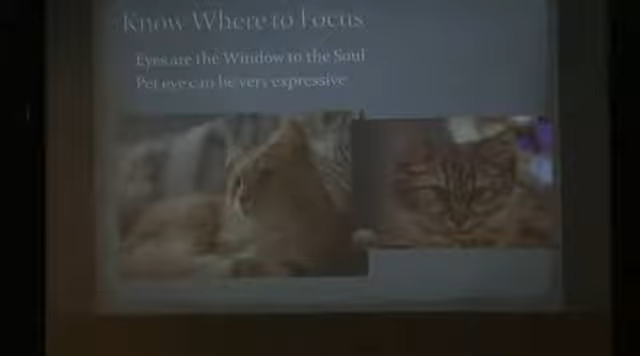 Know Where to Focus
Eyes are the Window to the Soul
Pet eye can be very expressive